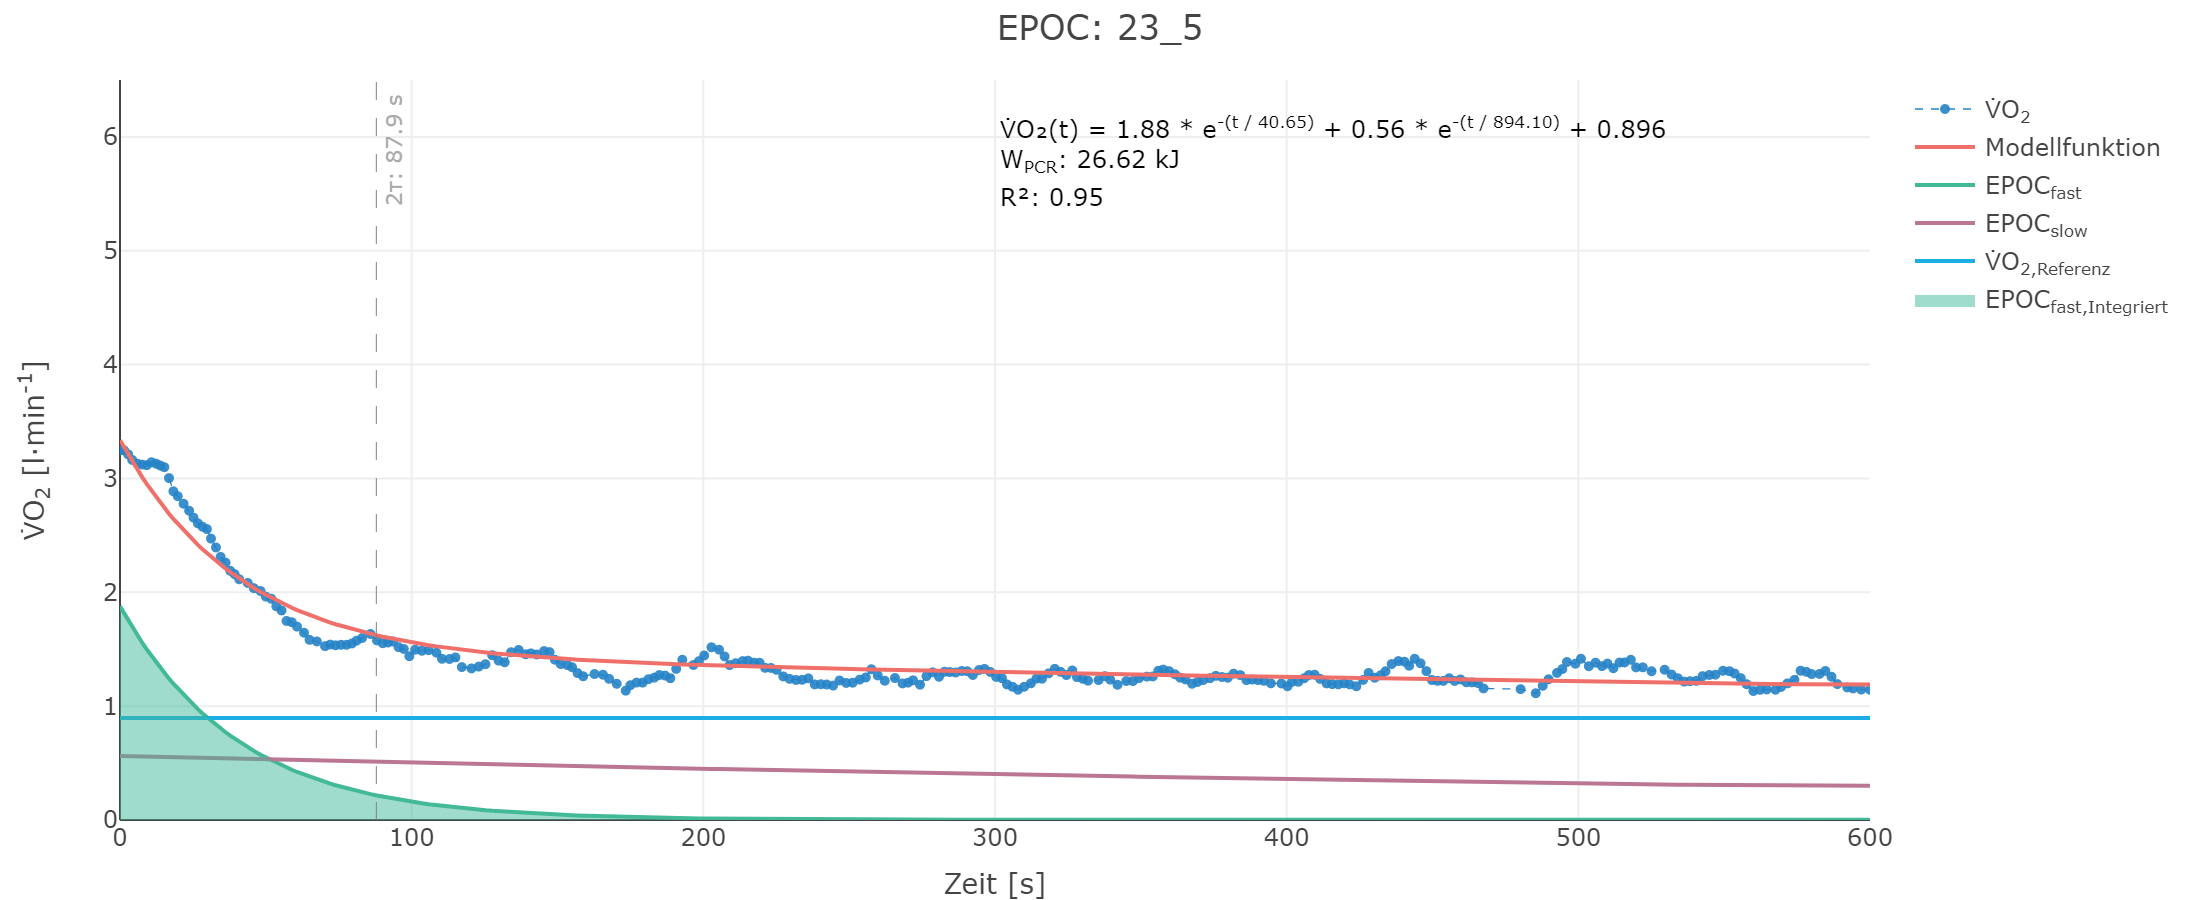 EPOC: 23_5
V̇O₂(t) = 1.88 * e^-(t / 40.65) + 0.56 * e^-(t / 894.10) + 0.896
W_PCR: 26.62 kJ
R²: 0.95
2τ: 87.9 s
V̇O₂ [l·min⁻¹]
6
5
4
3
2
1
0
0 100 200 300 400 500 600
Zeit [s]
V̇O₂
Modellfunktion
EPOC_fast
EPOC_slow
V̇O₂,Referenz
EPOC_fast,Integriert